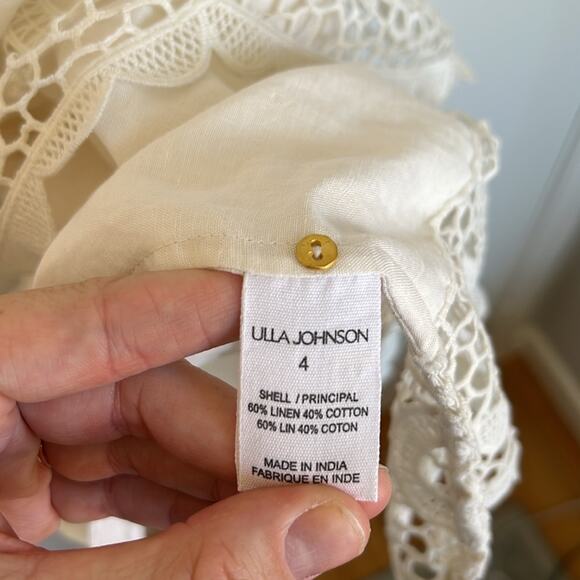 ULLA JOHNSON
4
SHELL / PRINCIPAL
60% LINEN 40% COTTON
60% LIN 40% COTON
MADE IN INDIA
FABRIQUE EN INDE